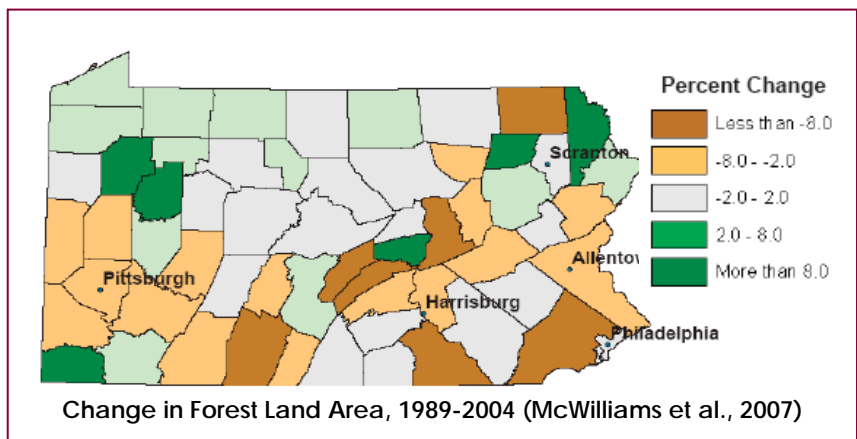 Percent Change
Less than -8.0
-8.0 - -2.0
-2.0 - 2.0
2.0 - 8.0
More than 8.0
Scranton
Allentov
Pittsburgh
Harrisburg
Philadelphia
Change in Forest Land Area, 1989-2004 (McWilliams et al., 2007)